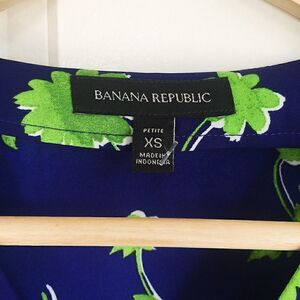 BANANA REPUBLIC
PETITE
XS
MADE IN
INDONESIA